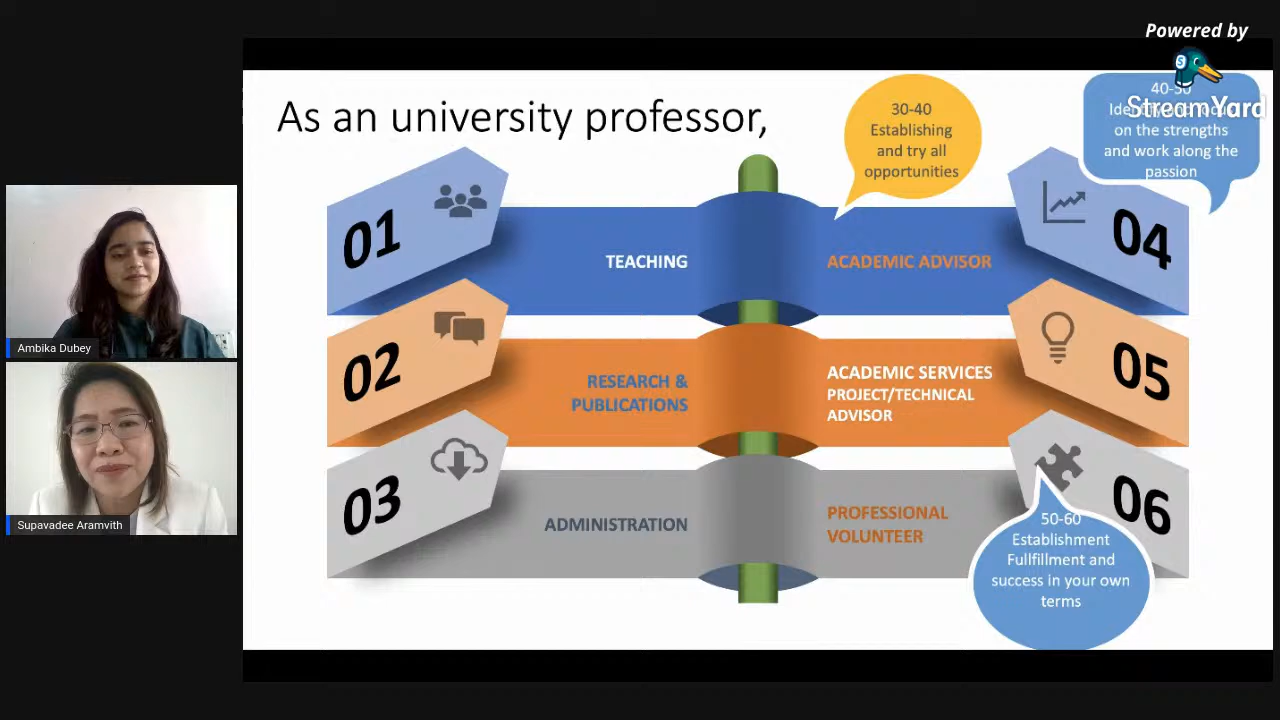 Powered by
StreamYard
As an university professor,
30-40
Establishing
and try all
opportunities
on the strengths
and work along the
passion
01
TEACHING
ACADEMIC ADVISOR
04
02
RESEARCH &
PUBLICATIONS
ACADEMIC SERVICES
PROJECT/TECHNICAL
ADVISOR
05
03
ADMINISTRATION
PROFESSIONAL
VOLUNTEER
06
50-60
Establishment
Fullfillment and
success in your own
terms
Ambika Dubey
Supavadee Aramvith